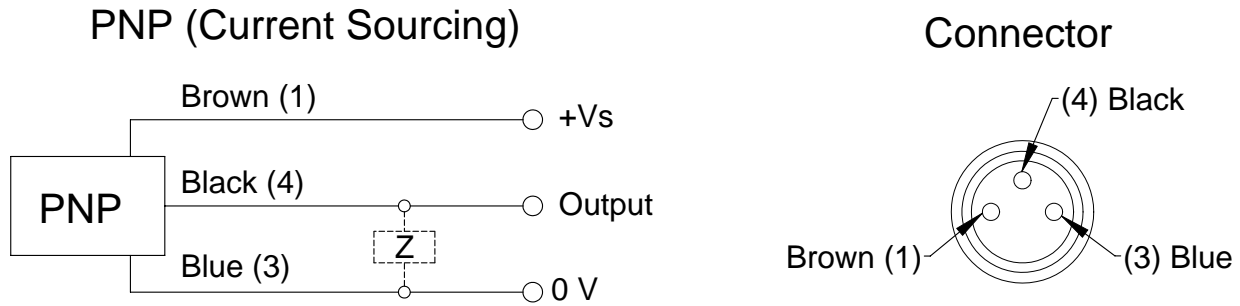 PNP (Current Sourcing)
Brown (1)
+Vs
PNP
Black (4)
Output
Z
Blue (3)
0 V
Connector
(4) Black
Brown (1)
(3) Blue